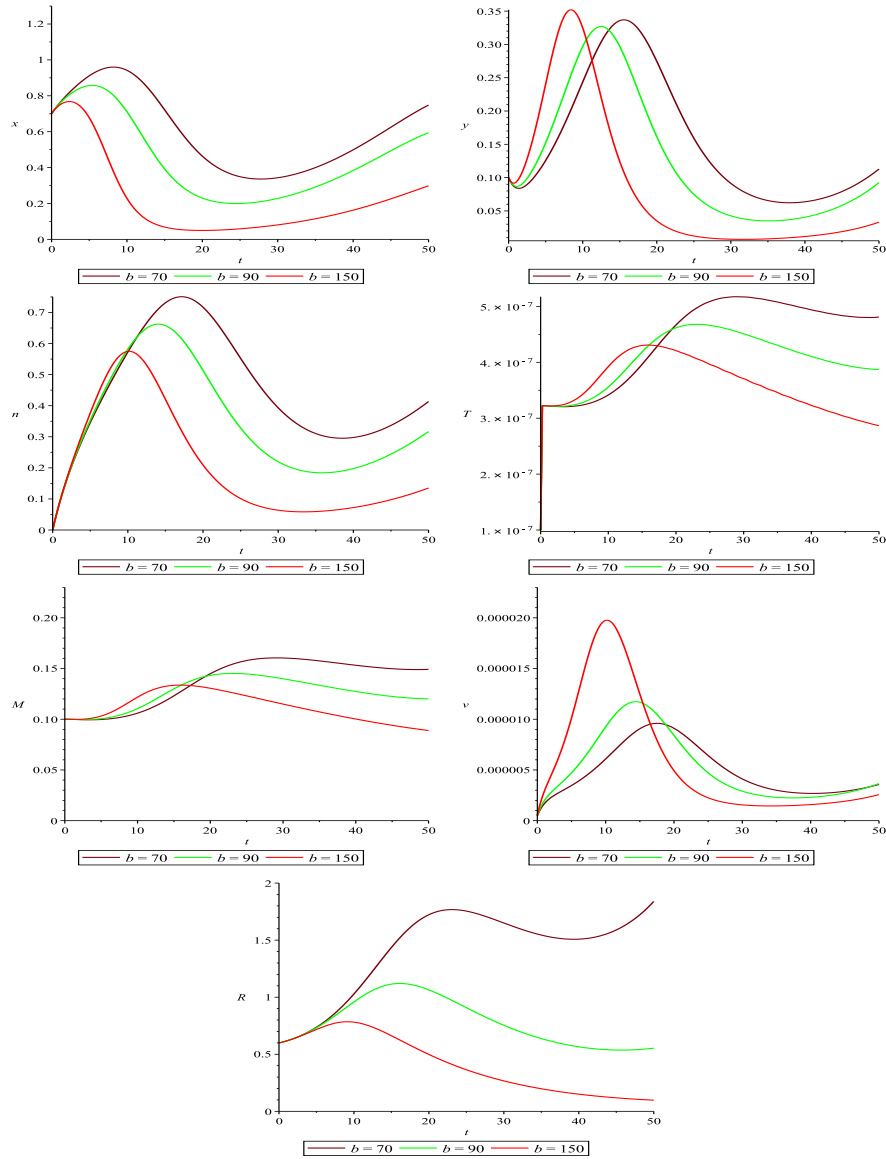 1.2
1
0.8
x
0.6
0.4
0.2
0
0 10 20 30 40 50
t
b = 70 b = 90 b = 150
0.35
0.30
0.25
y
0.20
0.15
0.10
0.05
0 10 20 30 40 50
t
b = 70 b = 90 b = 150
0.7
0.6
0.5
0.4
n
0.3
0.2
0.1
0
0 10 20 30 40 50
t
b = 70 b = 90 b = 150
5. × 10⁻⁷
4. × 10⁻⁷
T
3. × 10⁻⁷
2. × 10⁻⁷
1. × 10⁻⁷
0 10 20 30 40 50
t
b = 70 b = 90 b = 150
0.20
0.15
M
0.10
0.05
0
0 10 20 30 40 50
t
b = 70 b = 90 b = 150
0.000020
0.000015
v
0.000010
0.000005
0
0 10 20 30 40 50
t
b = 70 b = 90 b = 150
2
1.5
R
1
0.5
0
0 10 20 30 40 50
t
b = 70 b = 90 b = 150